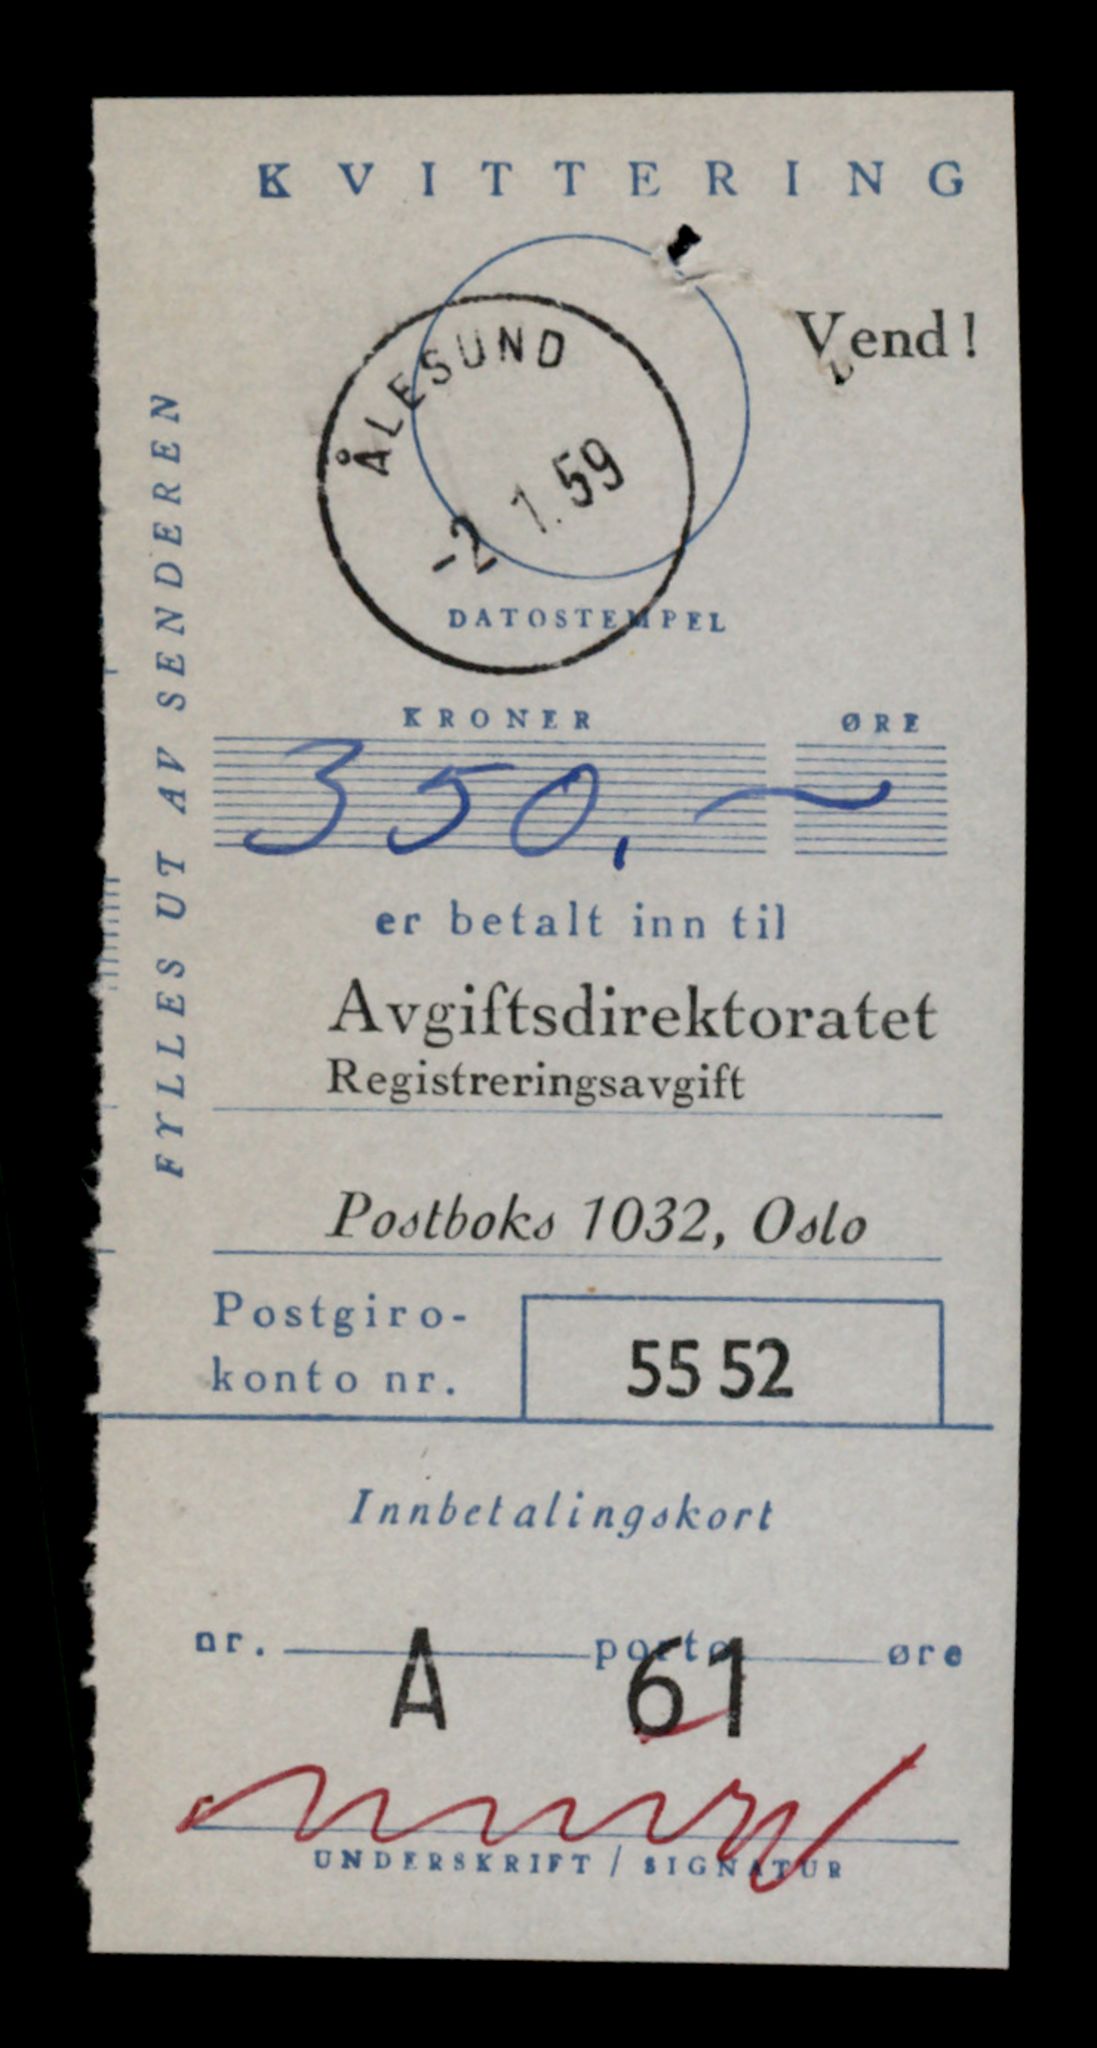 KVITTERING
Vend!
ÅLESUND
-2 7.59
DATOSTEMPEL
FYLLES UT AV SENDEREN
KRONER ØRE
350,-
er betalt inn til
Avgiftsdirektoratet
Registreringsavgift
Postboks 1032, Oslo
Postgiro-
konto nr. 55 52
Innbetalingskort
nr. porto øre
A 61
UNDERSKRIFT / SIGNATUR